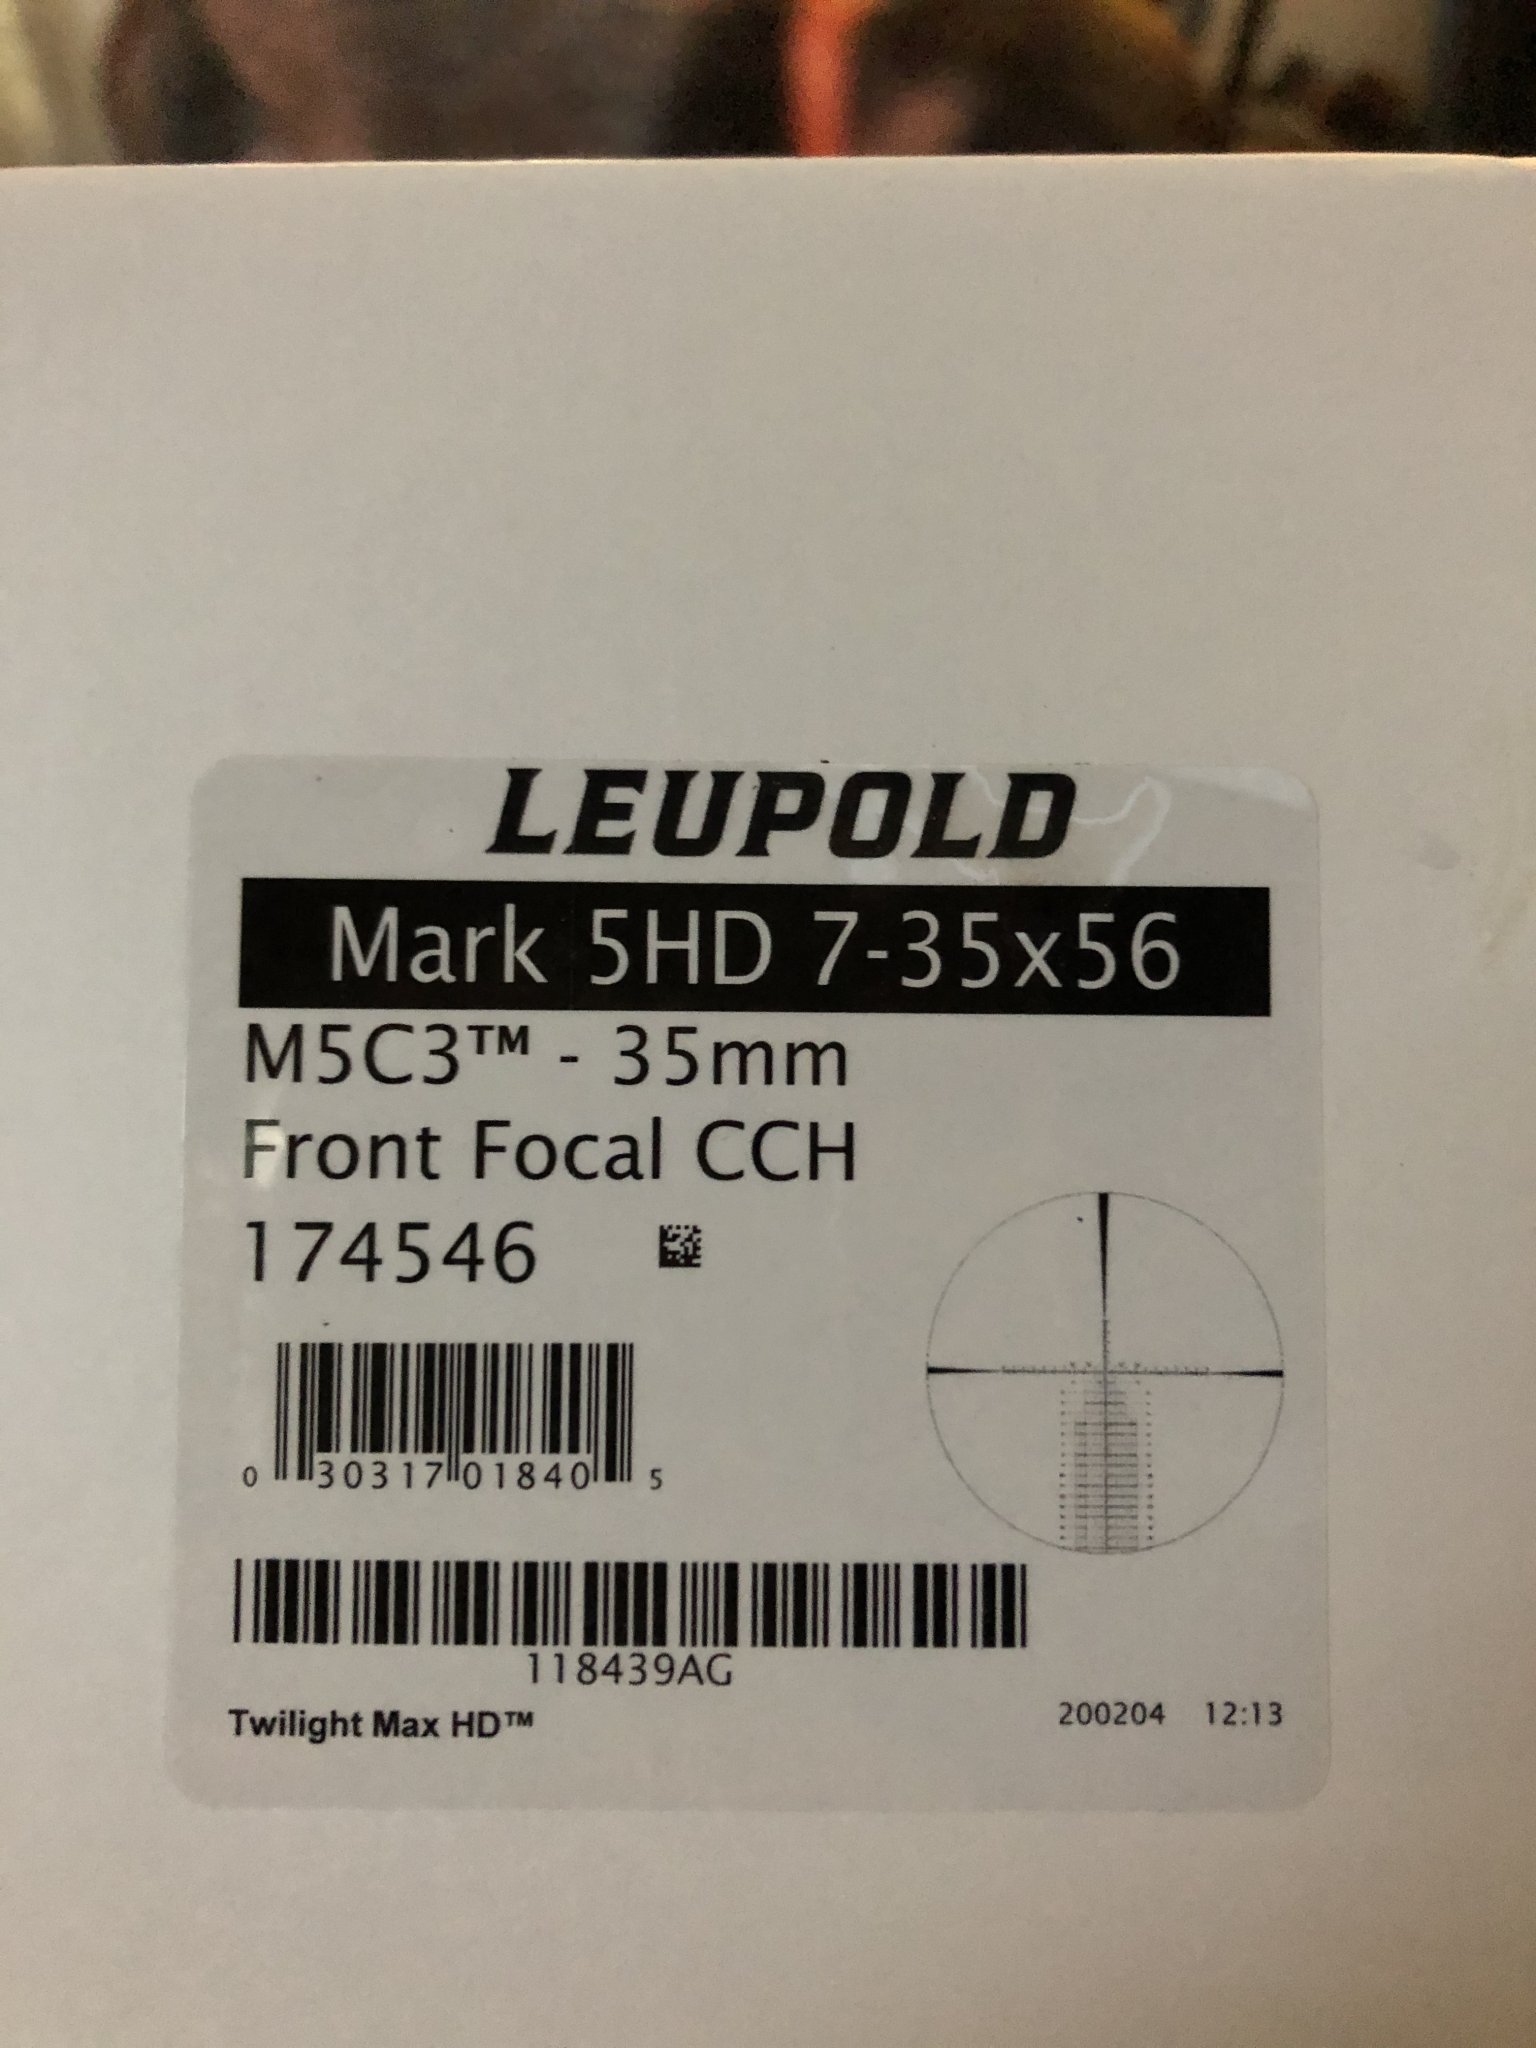 LEUPOLD
Mark 5HD 7-35x56
M5C3™ - 35mm
Front Focal CCH
174546
0 30317 01840 5
118439AG
Twilight Max HD™
200204 12:13